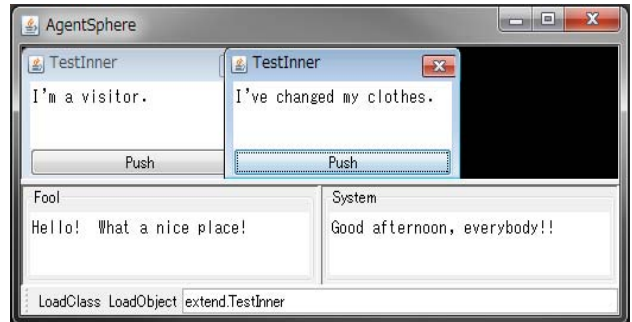 AgentSphere
TestInner
TestInner
I'm a visitor.
I've changed my clothes.
Push
Push
Fool
System
Hello! What a nice place!
Good afternoon, everybody!!
LoadClass LoadObject extend.TestInner